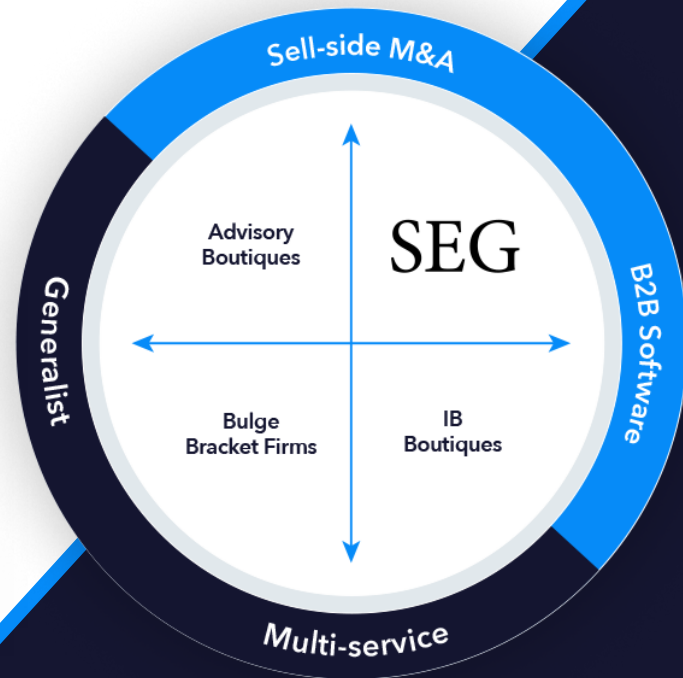 Sell-side M&A
Advisory
Boutiques
SEG
Generalist
B2B Software
Bulge
Bracket Firms
IB
Boutiques
Multi-service